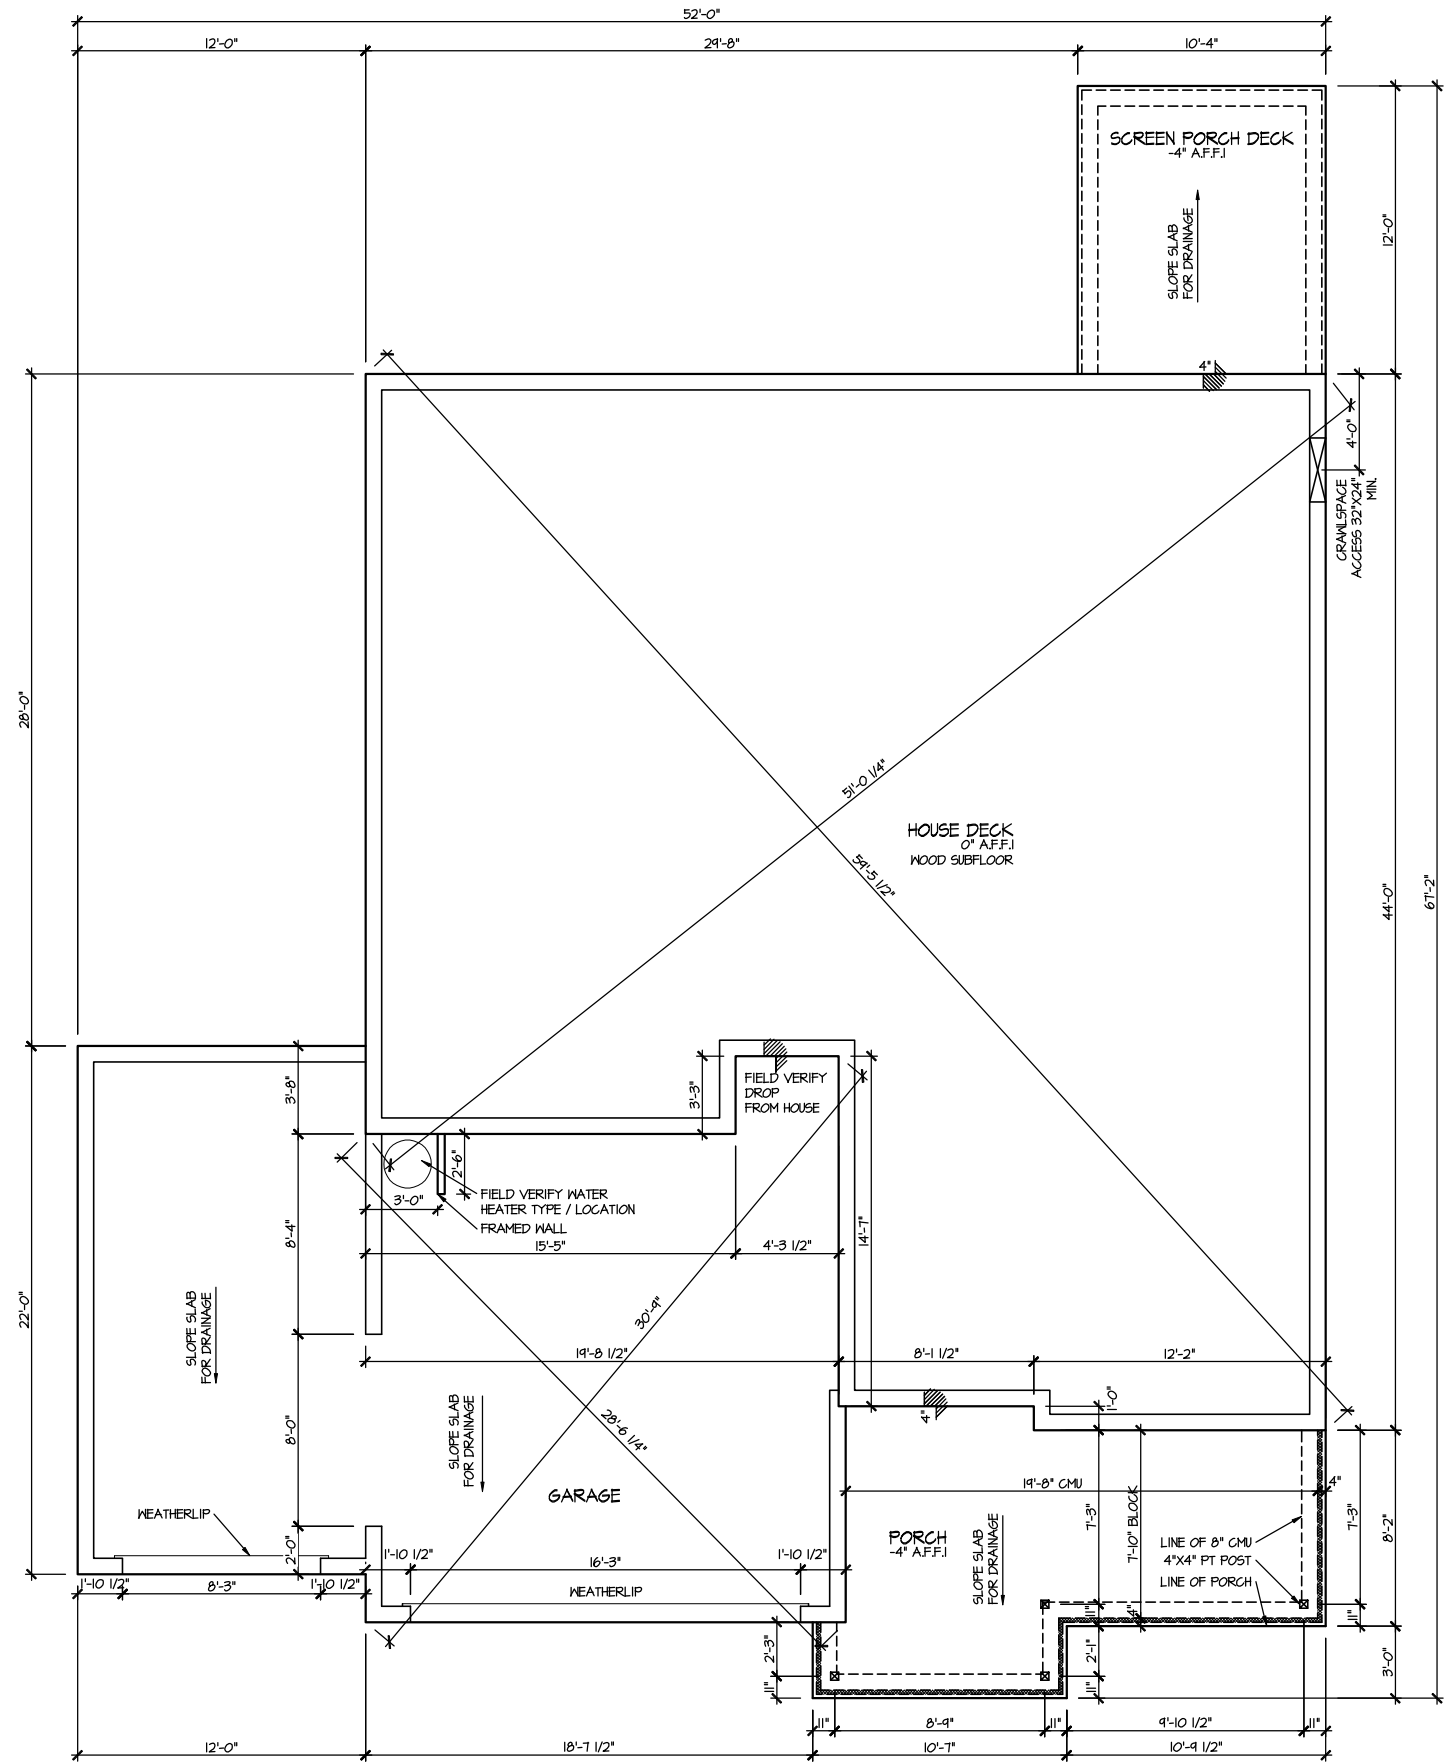 52'-0"
12'-0"
29'-8"
10'-4"
SCREEN PORCH DECK
-4" A.F.F.1
SLOPE SLAB
FOR DRAINAGE
12'-0"
4"
4'-0"
CRAWLSPACE
ACCESS 32"X24"
MIN.
28'-0"
51'-0 1/4"
HOUSE DECK
0" A.F.F.1
WOOD SUBFLOOR
59'-5 1/2"
44'-0"
67'-2"
3'-8"
3'-3"
FIELD VERIFY
DROP
FROM HOUSE
2'-6"
3'-0"
FIELD VERIFY WATER
HEATER TYPE / LOCATION
FRAMED WALL
8'-4"
15'-5"
4'-3 1/2"
14'-7"
22'-0"
SLOPE SLAB
FOR DRAINAGE
30'-9"
19'-8 1/2"
8'-1 1/2"
12'-2"
1'-0"
4"
8'-0"
SLOPE SLAB
FOR DRAINAGE
28'-6 1/4"
GARAGE
19'-8" CMU
4"
WEATHERLIP
7'-3"
7'-10" BLOCK
7'-3"
8'-2"
PORCH
-4" A.F.F.1
SLOPE SLAB
FOR DRAINAGE
LINE OF 8" CMU
4"X4" PT POST
LINE OF PORCH
2'-0"
1'-10 1/2"
16'-3"
1'-10 1/2"
1'-10 1/2"
8'-3"
1'-10 1/2"
WEATHERLIP
11"
4"
11"
2'-3"
2'-1"
3'-0"
11"
11"
11"
8'-9"
11"
9'-10 1/2"
11"
12'-0"
18'-7 1/2"
10'-7"
10'-9 1/2"